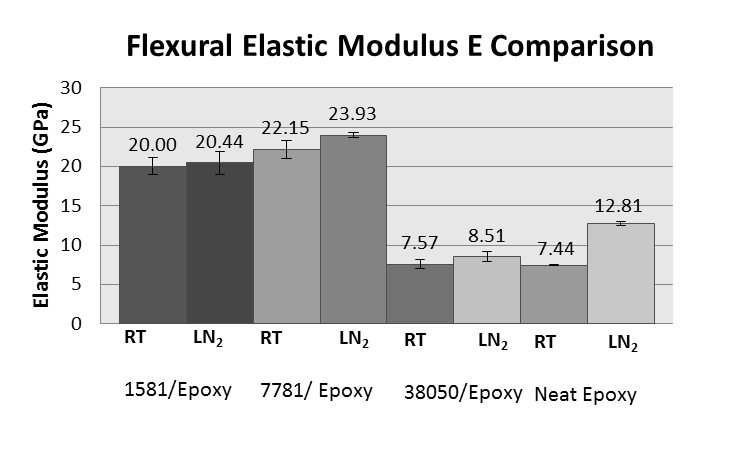 Flexural Elastic Modulus E Comparison
Elastic Modulus (GPa)
30
25
20
15
10
5
0
20.00 20.44 22.15 23.93 7.57 8.51 7.44 12.81
RT LN₂ RT LN₂ RT LN₂ RT LN₂
1581/Epoxy 7781/ Epoxy 38050/Epoxy Neat Epoxy